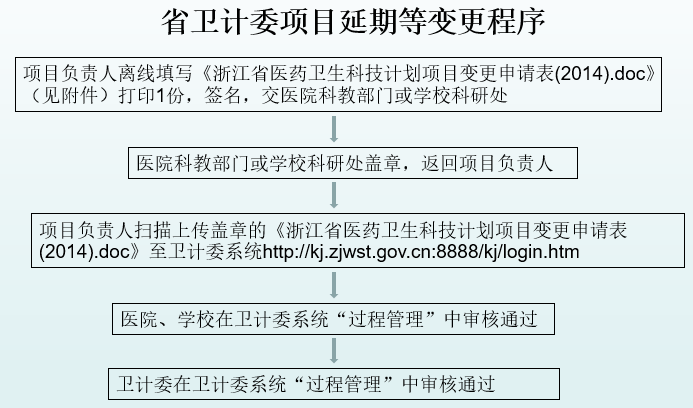 省卫计委项目延期等变更程序
项目负责人离线填写《浙江省医药卫生科技计划项目变更申请表(2014).doc》
（见附件）打印1份，签名，交医院科教部门或学校科研处
医院科教部门或学校科研处盖章，返回项目负责人
项目负责人扫描上传盖章的《浙江省医药卫生科技计划项目变更申请表
(2014).doc》至卫计委系统http://kj.zjwst.gov.cn:8888/kj/login.htm
医院、学校在卫计委系统“过程管理”中审核通过
卫计委在卫计委系统“过程管理”中审核通过